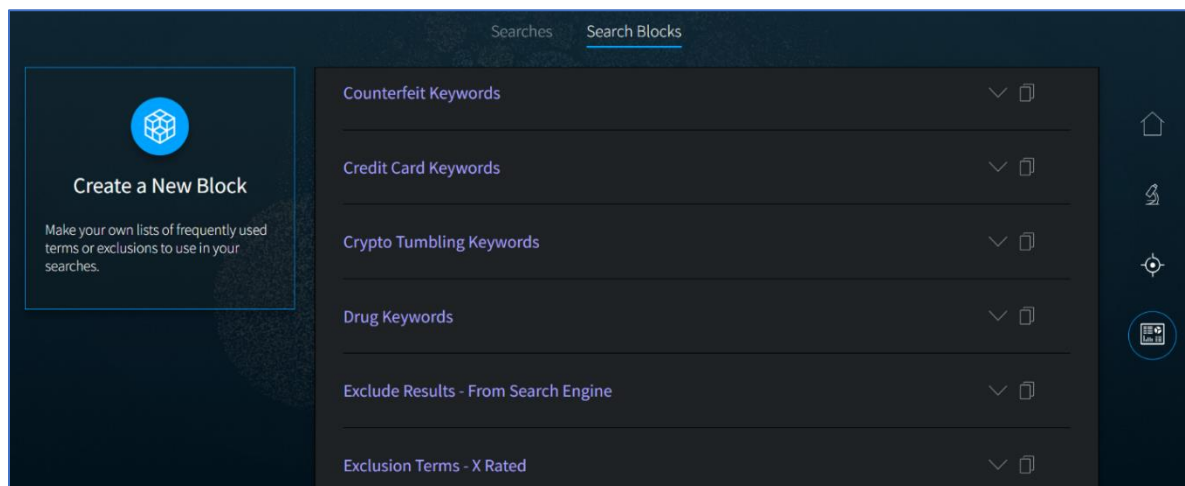 Searches
Search Blocks
Create a New Block
Make your own lists of frequently used
terms or exclusions to use in your
searches.
Counterfeit Keywords
Credit Card Keywords
Crypto Tumbling Keywords
Drug Keywords
Exclude Results - From Search Engine
Exclusion Terms - X Rated